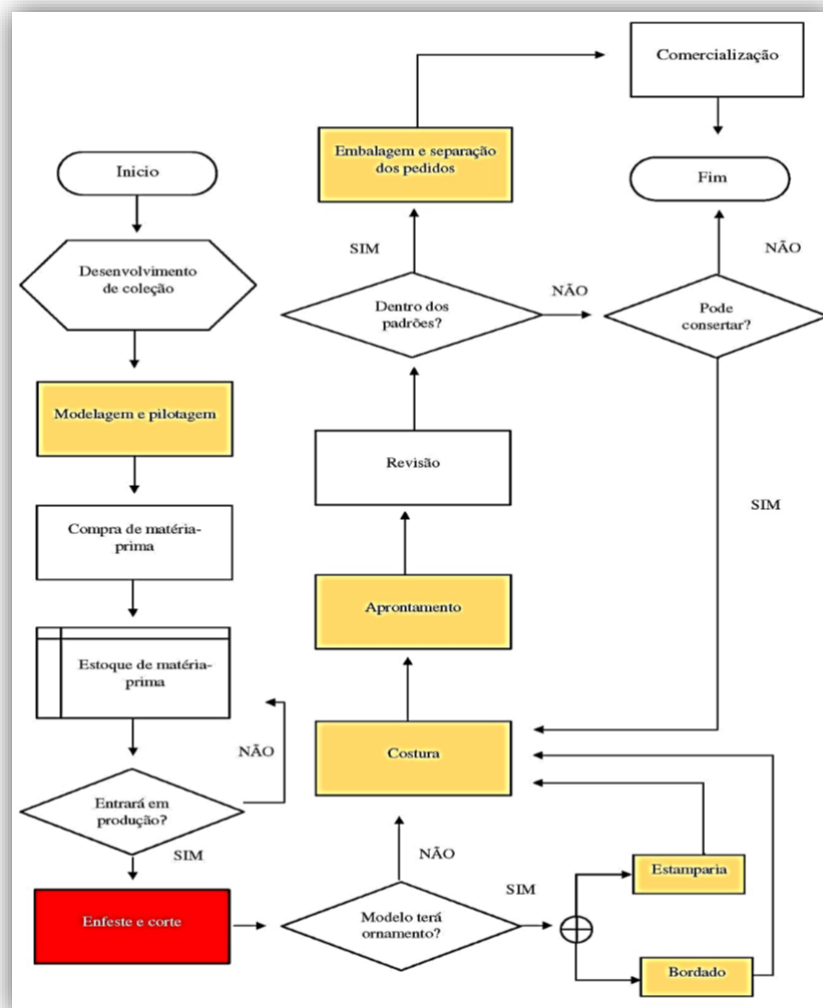 Inicio
Desenvolvimento
de coleção
Modelagem e pilotagem
Compra de matéria-
prima
Estoque de matéria-
prima
NÃO
Entrará em
produção?
SIM
Enfeste e corte
Modelo terá
ornamento?
NÃO
SIM
Estamparia
Bordado
Costura
Aprontamento
Revisão
Dentro dos
padrões?
SIM
NÃO
Embalagem e separação
dos pedidos
Comercialização
Fim
NÃO
Pode
consertar?
SIM